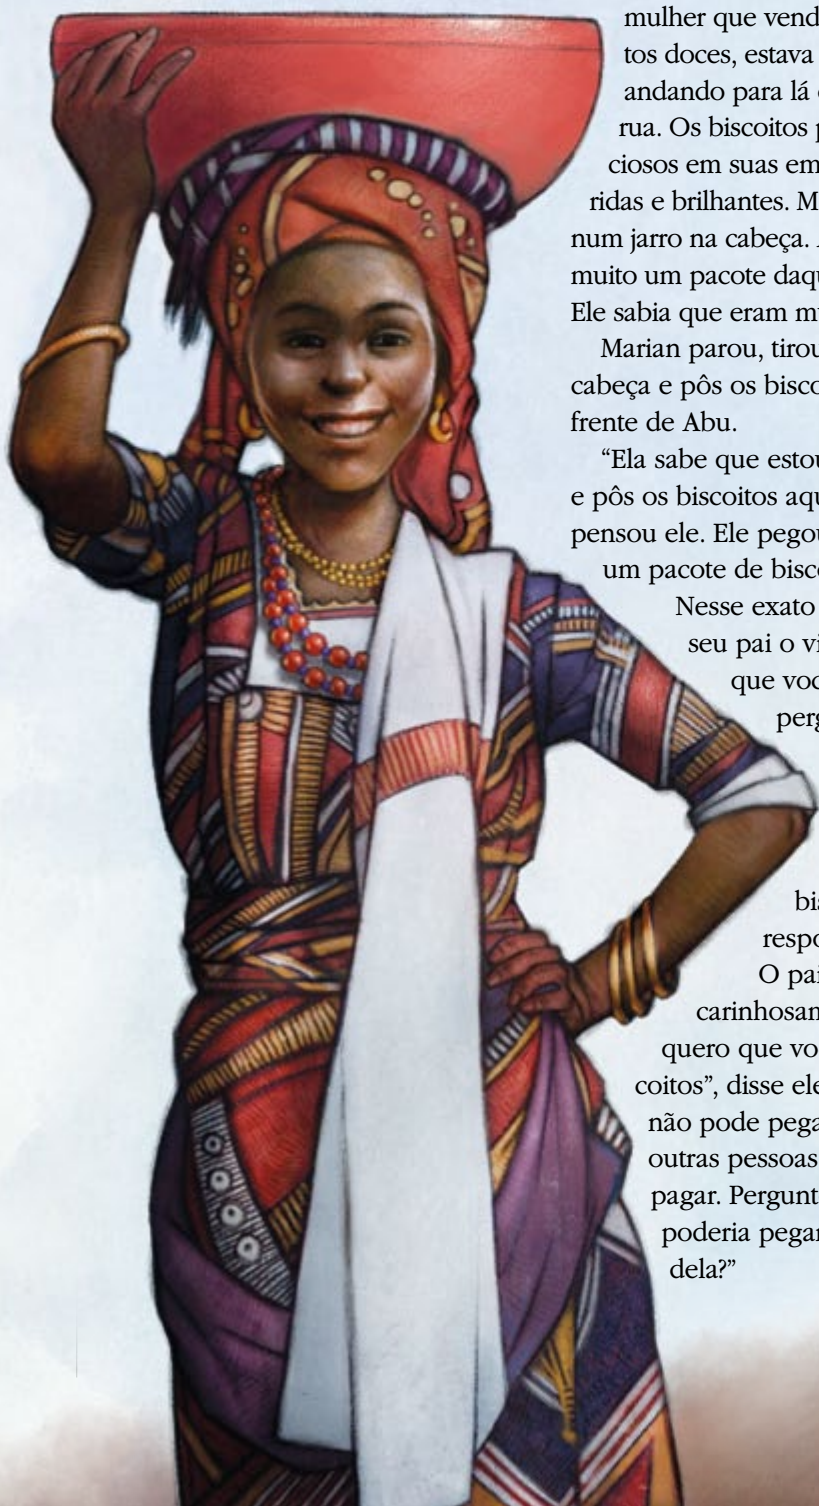 mulher que vend
tos doces, estava
andando para lá
rua. Os biscoitos
ciosos em suas em
ridas e brilhantes. M
num jarro na cabeça.
muito um pacote daqu
Ele sabia que eram mu
Marian parou, tirou
cabeça e pôs os bisco
frente de Abu.
“Ela sabe que estou
e pôs os biscoitos aqu
pensou ele. Ele pegou
um pacote de bisc
Nesse exato
seu pai o vi
que voc
perg
bis
respo
O pai
carinhosan
quero que vo
coitos”, disse ele
não pode pega
outras pessoas
pagar. Pergunt
poderia pegar
dela?”